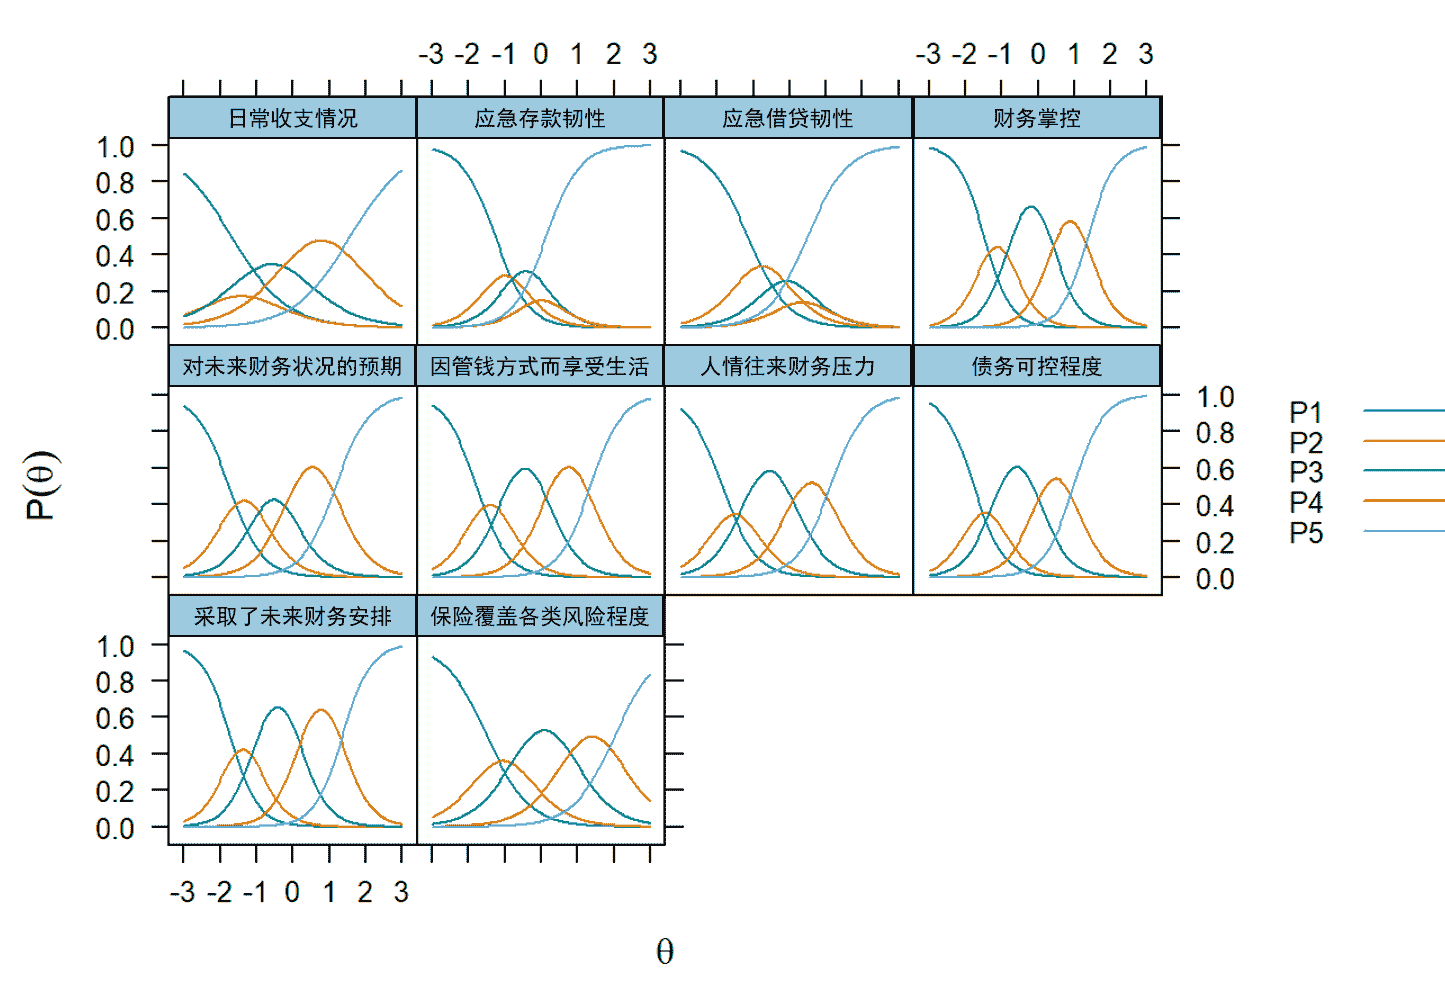 -3 -2 -1 0 1 2 3 -3 -2 -1 0 1 2 3
日常收支情况 应急存款韧性 应急借贷韧性 财务掌控
1.0
0.8
0.6
0.4
0.2
0.0
对未来财务状况的预期 因管钱方式而享受生活 人情往来财务压力 债务可控程度
1.0
0.8
0.6
0.4
0.2
0.0
P1
P2
P3
P4
P5
P(θ)
采取了未来财务安排 保险覆盖各类风险程度
1.0
0.8
0.6
0.4
0.2
0.0
-3 -2 -1 0 1 2 3
θ